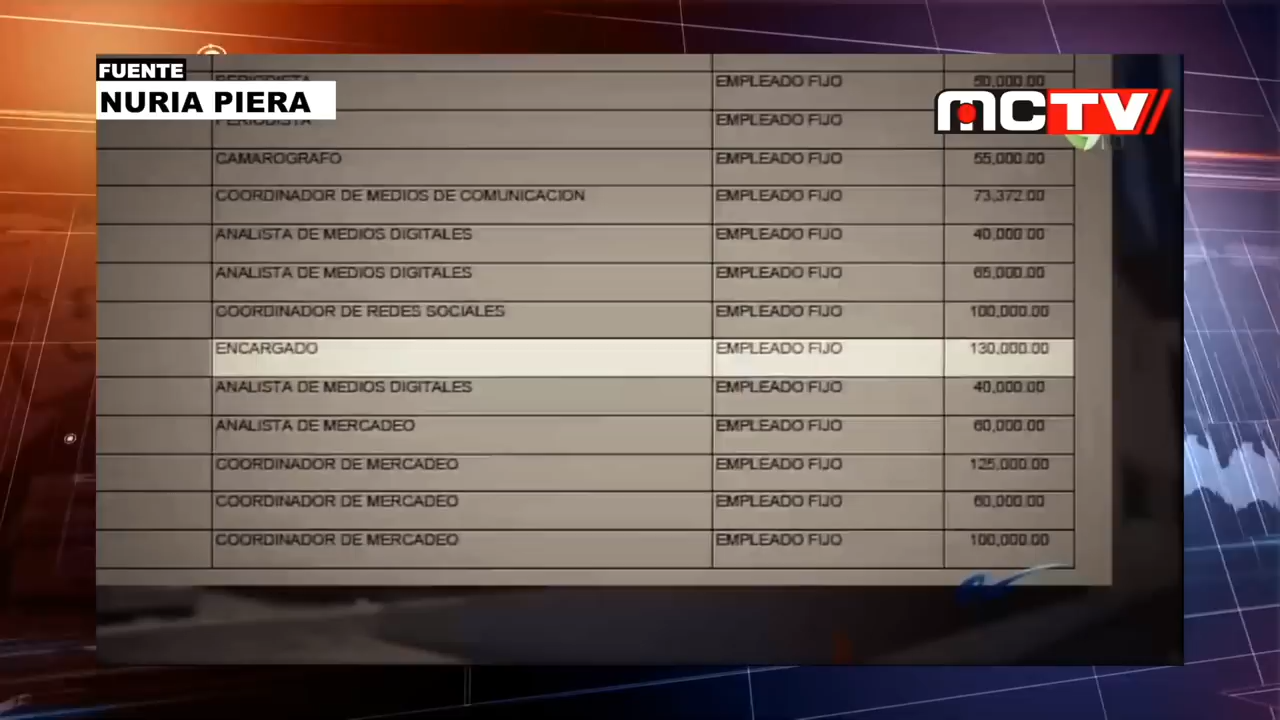 FUENTE
NURIA PIERA
MCTV
PERIODISTA EMPLEADO FIJO 50,000.00
PERIODISTA EMPLEADO FIJO
CAMAROGRAFO EMPLEADO FIJO 55,000.00
COORDINADOR DE MEDIOS DE COMUNICACION EMPLEADO FIJO 73,372.00
ANALISTA DE MEDIOS DIGITALES EMPLEADO FIJO 40,000.00
ANALISTA DE MEDIOS DIGITALES EMPLEADO FIJO 65,000.00
COORDINADOR DE REDES SOCIALES EMPLEADO FIJO 100,000.00
ENCARGADO EMPLEADO FIJO 130,000.00
ANALISTA DE MEDIOS DIGITALES EMPLEADO FIJO 40,000.00
ANALISTA DE MERCADEO EMPLEADO FIJO 60,000.00
COORDINADOR DE MERCADEO EMPLEADO FIJO 125,000.00
COORDINADOR DE MERCADEO EMPLEADO FIJO 60,000.00
COORDINADOR DE MERCADEO EMPLEADO FIJO 100,000.00